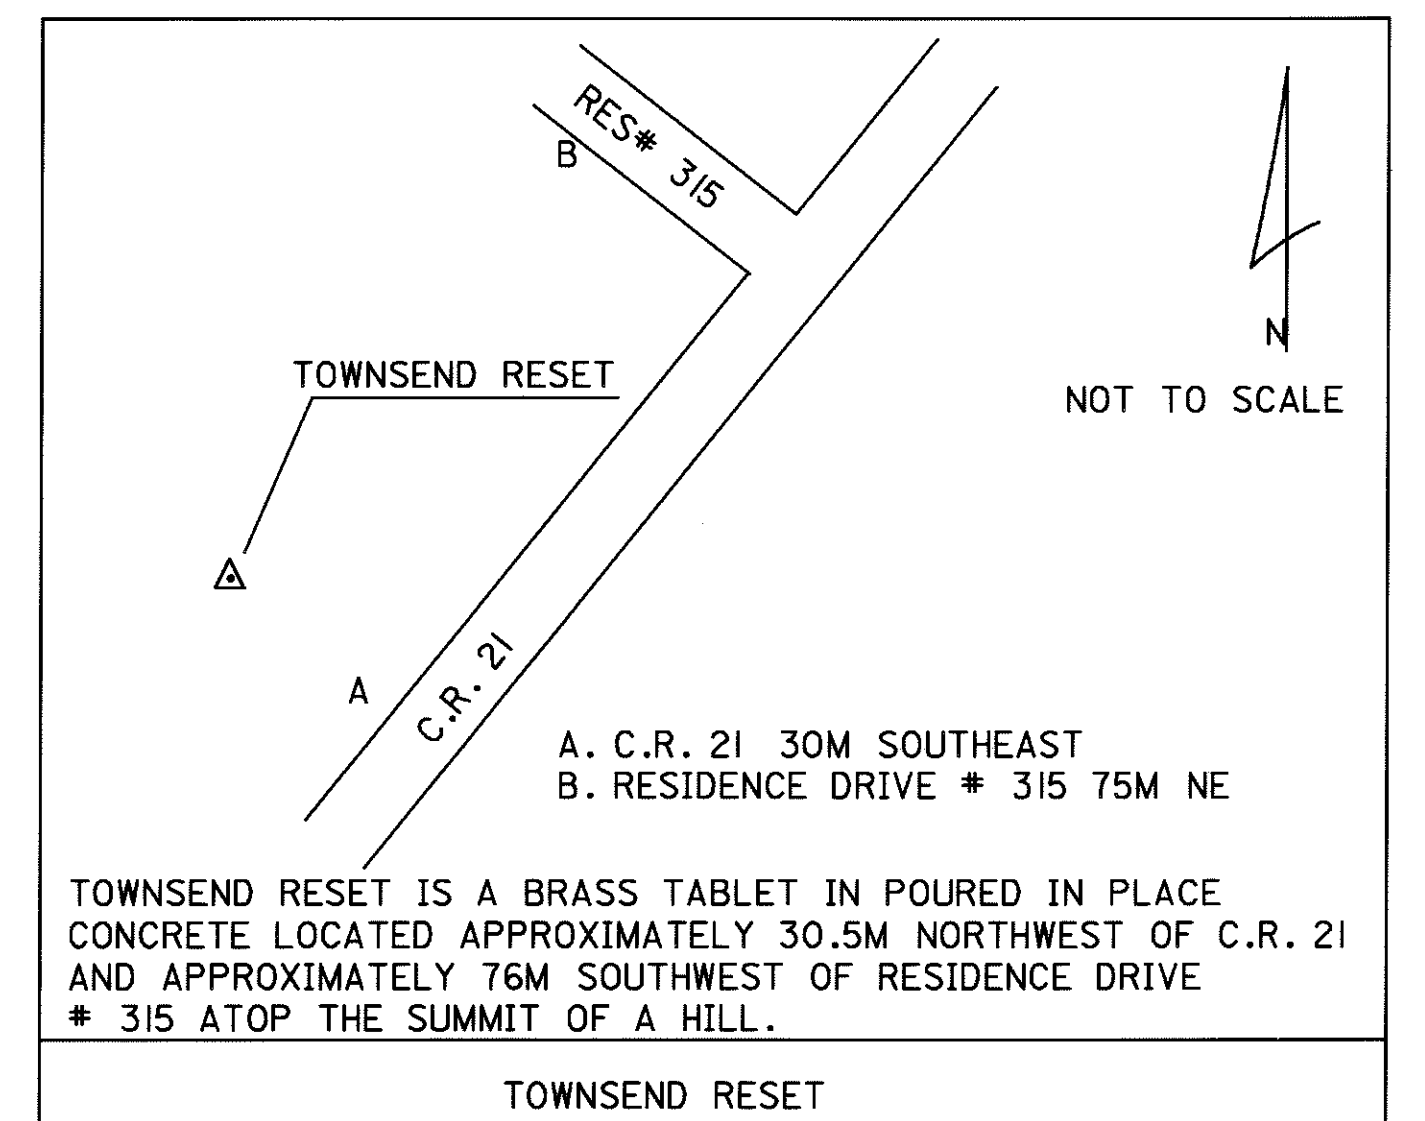 RES# 315
B
TOWNSEND RESET
N
NOT TO SCALE
A
C.R. 21
A. C.R. 21 30M SOUTHEAST
B. RESIDENCE DRIVE # 315 75M NE
TOWNSEND RESET IS A BRASS TABLET IN POURED IN PLACE
CONCRETE LOCATED APPROXIMATELY 30.5M NORTHWEST OF C.R. 21
AND APPROXIMATELY 76M SOUTHWEST OF RESIDENCE DRIVE
# 315 ATOP THE SUMMIT OF A HILL.
TOWNSEND RESET